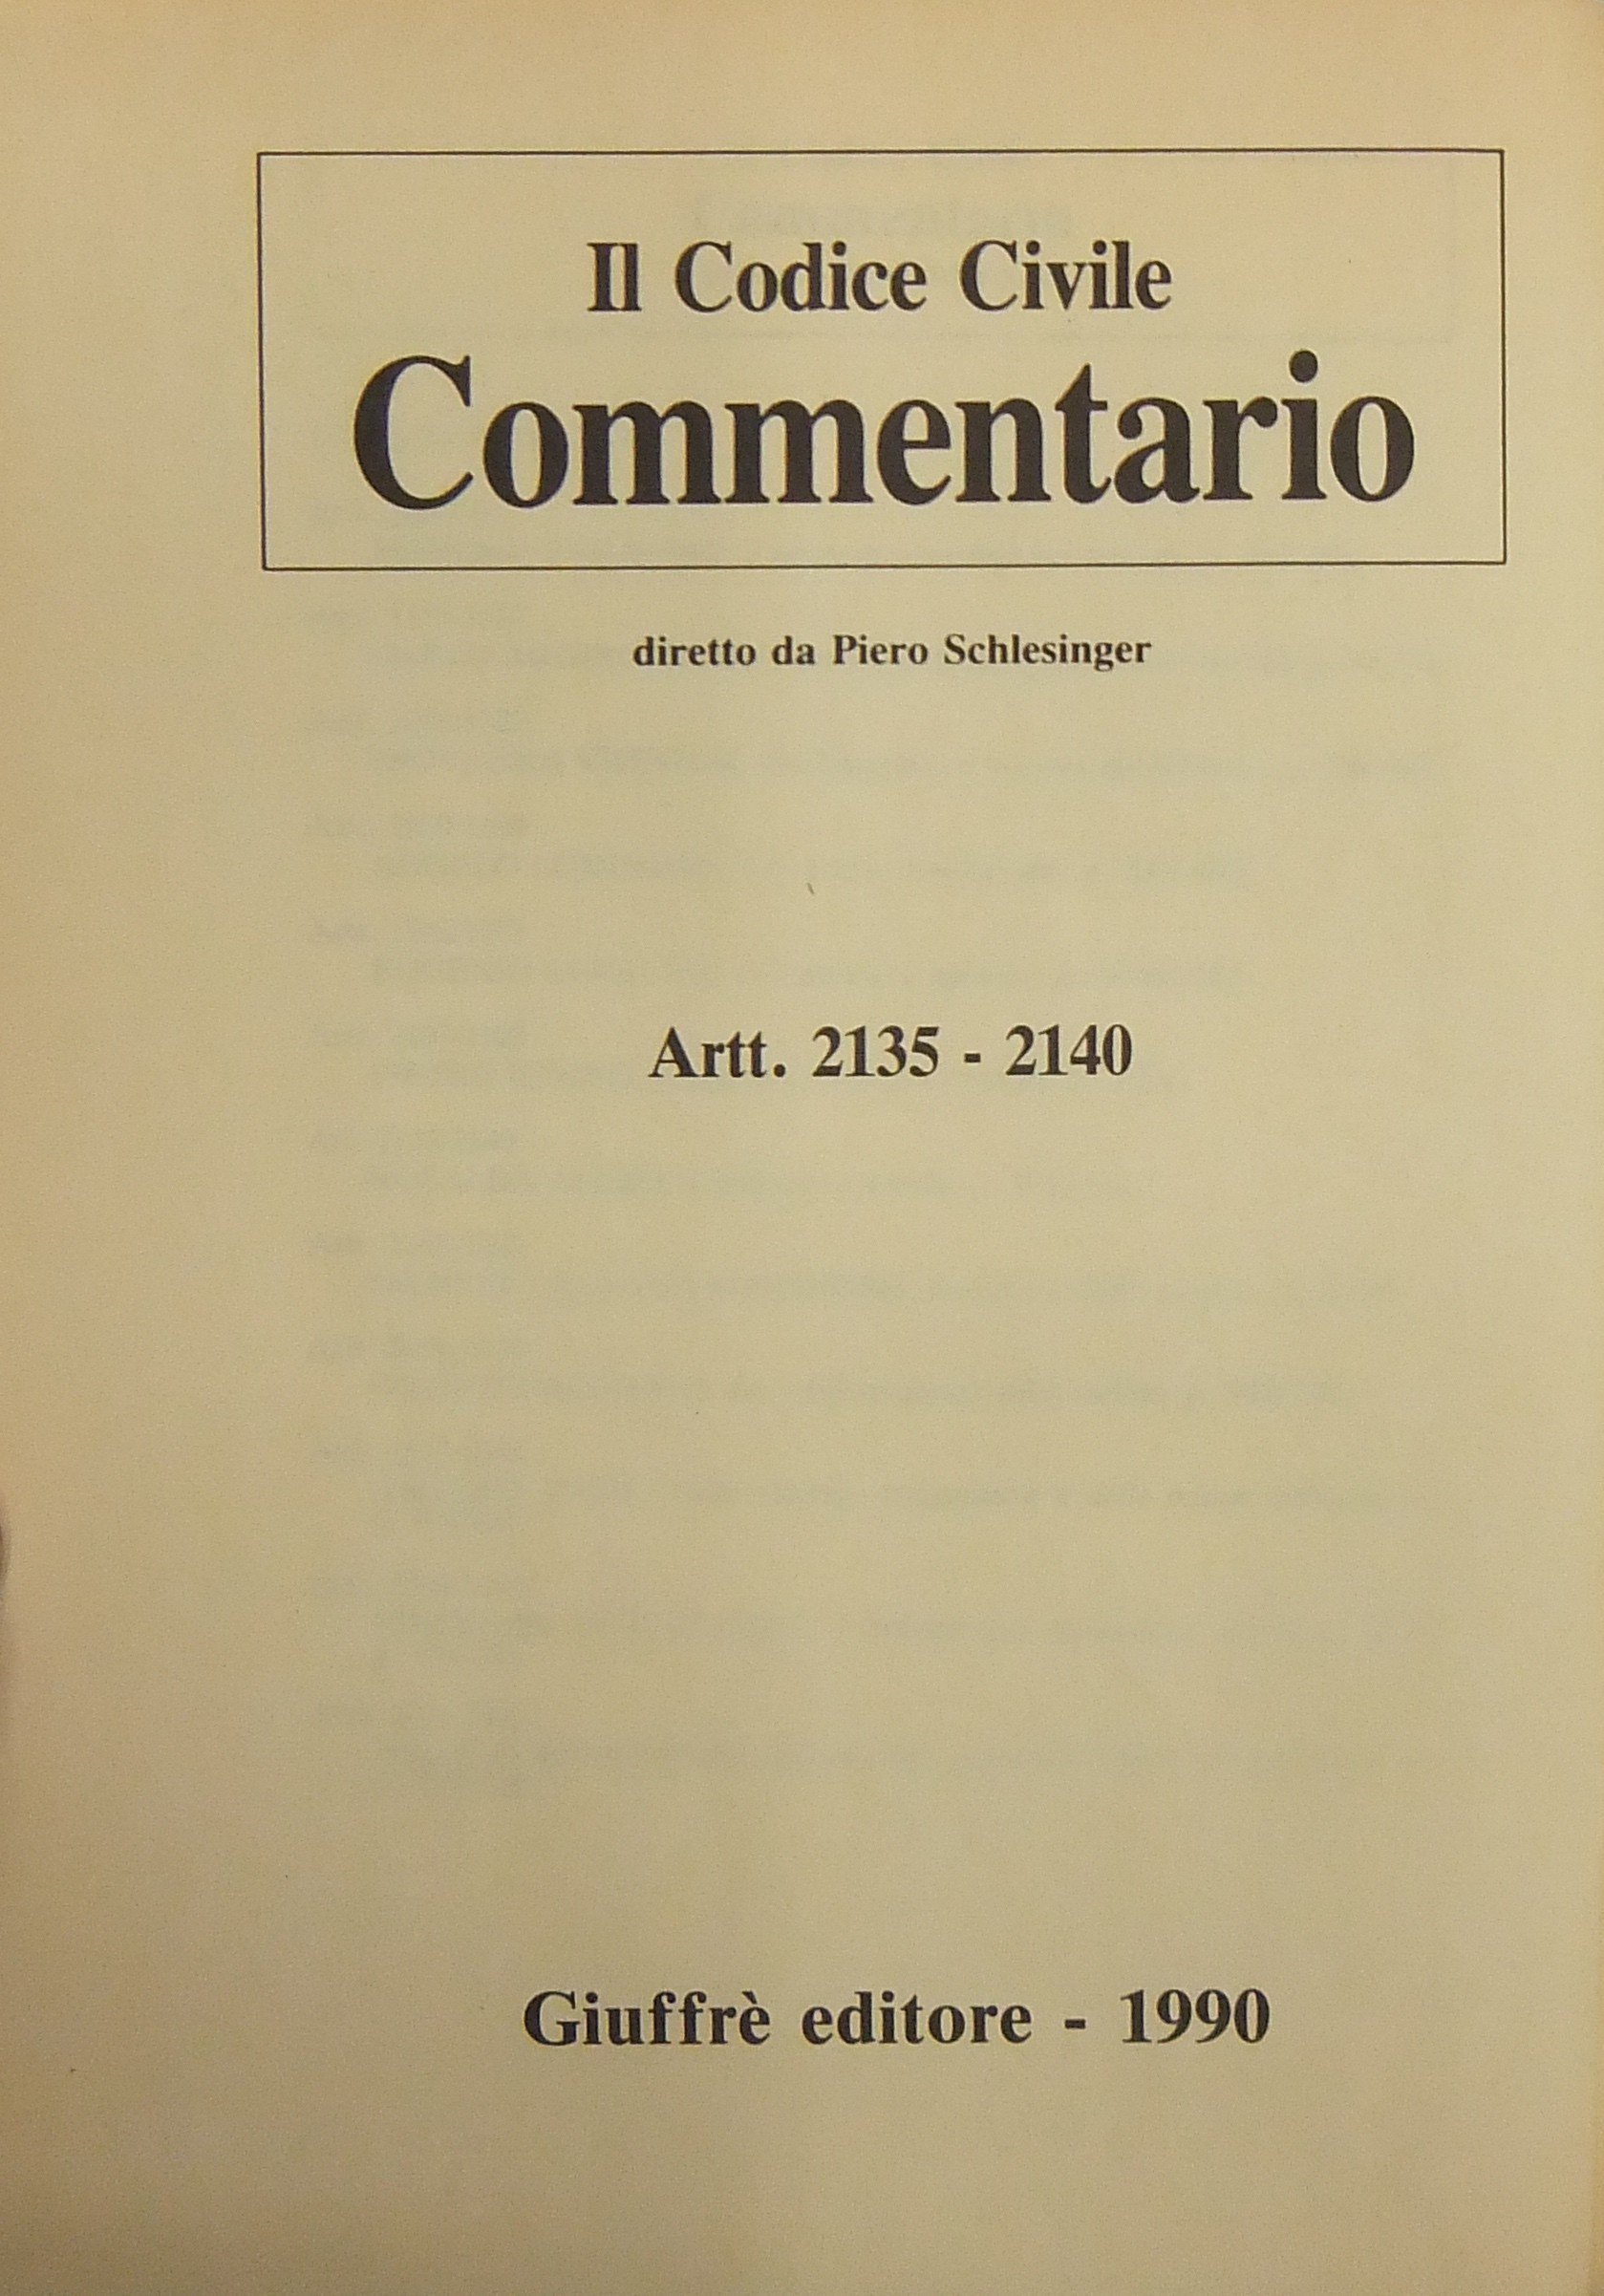 Il Codice Civile
Commentario
diretto da Piero Schlesinger
Artt. 2135 - 2140
Giuffrè editore - 1990